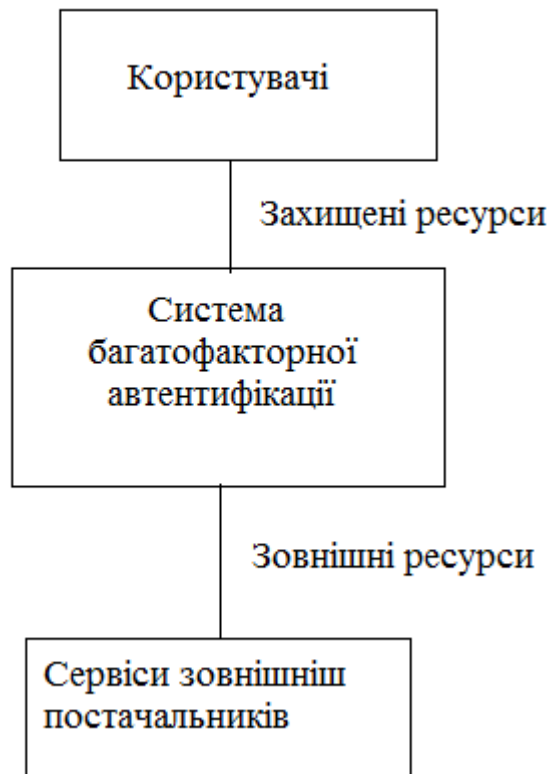 Користувачі
Захищені ресурси
Система
багатофакторної
автентифікації
Зовнішні ресурси
Сервіси зовнішніш
постачальників